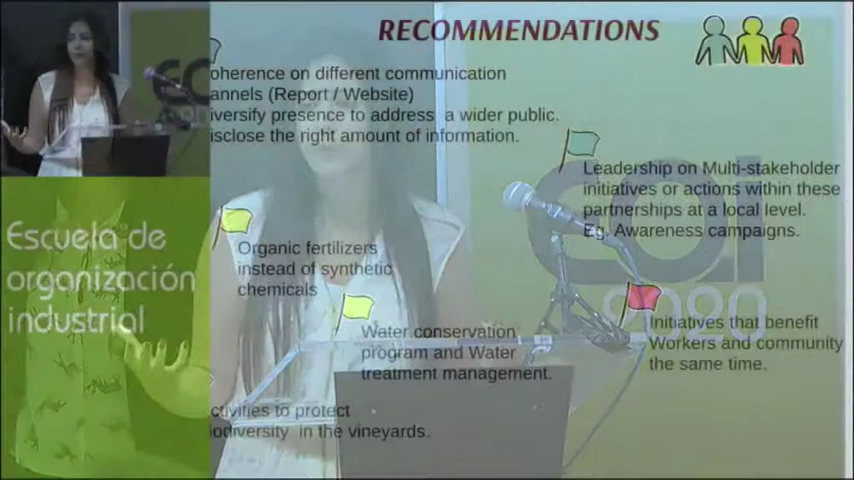 RECOMMENDATIONS
oherence on different communication
annels (Report / Website)
iversify presence to address a wider public.
isclose the right amount of information.
Leadership on Multi-stakeholder
initiatives or actions within these
partnerships at a local level.
Eg. Awareness campaigns.
Escuela de
organización
industrial
Organic fertilizers
instead of synthetic
chemicals
Water conservation
program and Water
treatment management.
Initiatives that benefit
Workers and community
the same time.
ctivities to protect
iodiversity in the vineyards.
eoi
2020